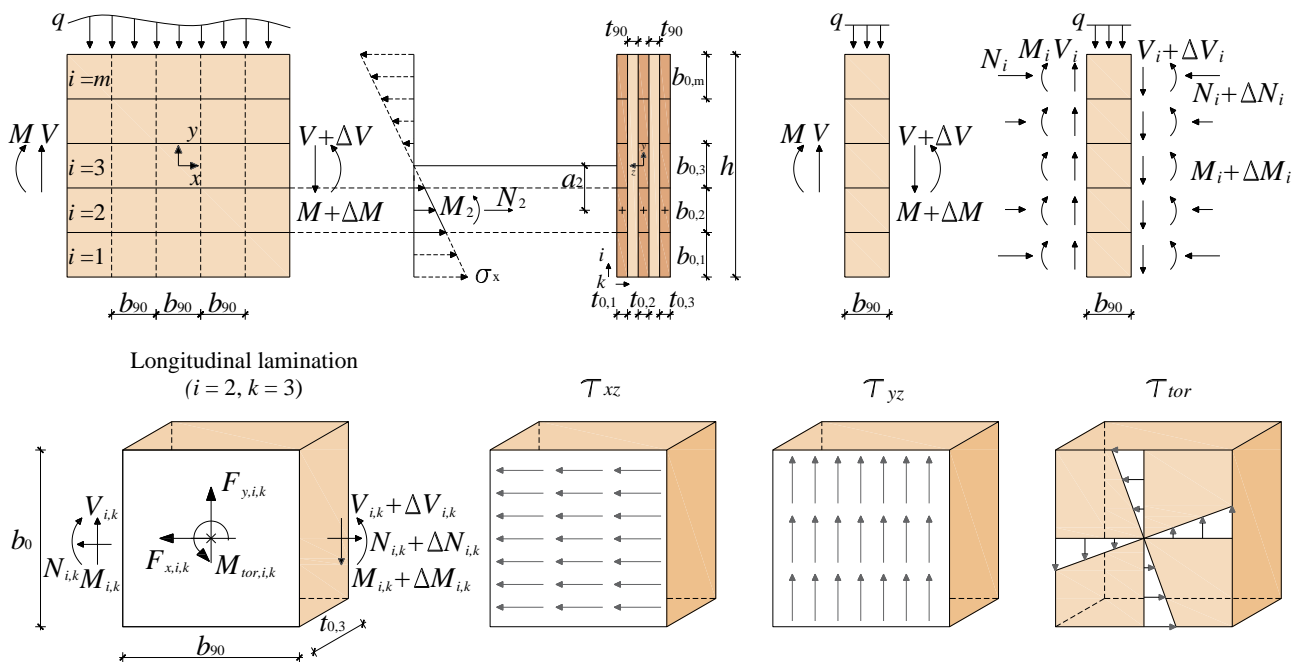 q
i=m
i=3
i=2
i=1
y
x
M V
V+ΔV
M+ΔM
M₂
N₂
a₂
σx
t90 t90
b0,m
b0,3
b0,2
b0,1
h
y
z
i
k
t0,1 t0,2 t0,3
b90 b90 b90
q
M V
V+ΔV
M+ΔM
b90
q
Ni
Mi Vi
Vi+ΔVi
Ni+ΔNi
Mi+ΔMi
b90
Longitudinal lamination
(i = 2, k = 3)
τxz
τyz
τtor
b0
Vi,k
Ni,k
Mi,k
Fy,i,k
Fx,i,k
Mtor,i,k
Vi,k+ΔVi,k
Ni,k+ΔNi,k
Mi,k+ΔMi,k
t0,3
b90